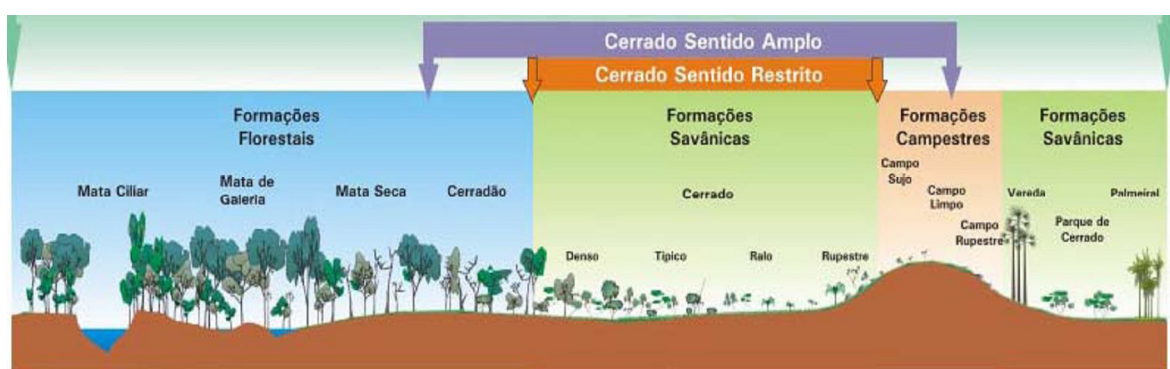 Cerrado Sentido Amplo
Cerrado Sentido Restrito
Formações
Florestais
Formações
Savânicas
Formações
Campestres
Formações
Savânicas
Mata Ciliar
Mata de
Galeria
Mata Seca
Cerradão
Cerrado
Denso
Típico
Ralo
Rupestre
Campo
Sujo
Campo
Limpo
Campo
Rupestre
Vereda
Parque de
Cerrado
Palmeiral